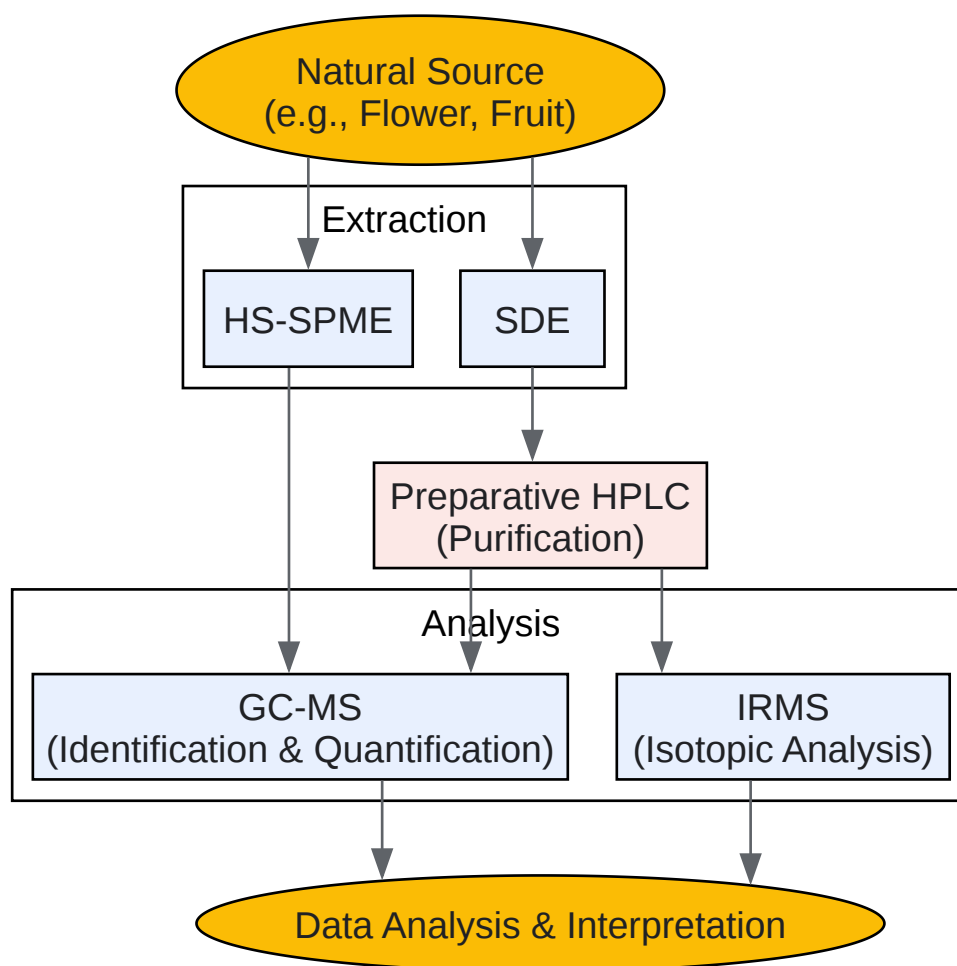 Natural Source
(e.g., Flower, Fruit)
Extraction
HS-SPME
SDE
Preparative HPLC
(Purification)
Analysis
GC-MS
(Identification & Quantification)
IRMS
(Isotopic Analysis)
Data Analysis & Interpretation